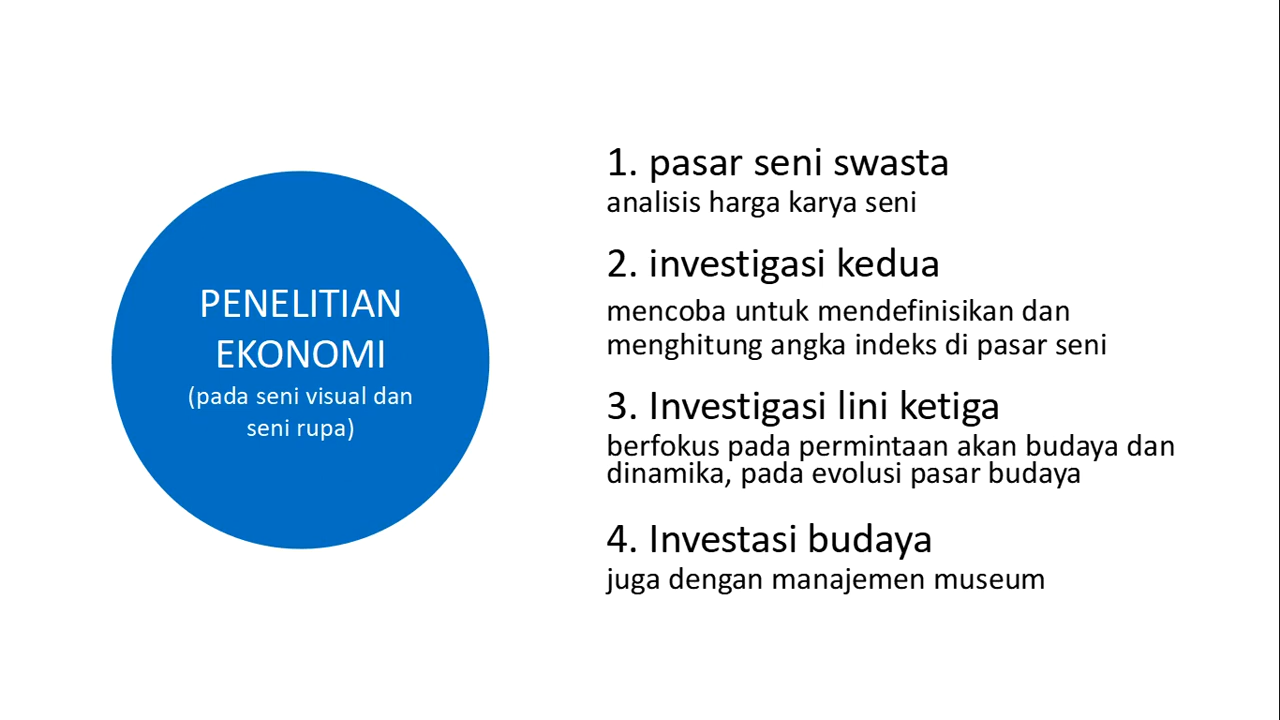 PENELITIAN
EKONOMI
(pada seni visual dan
seni rupa)
1. pasar seni swasta
analisis harga karya seni
2. investigasi kedua
mencoba untuk mendefinisikan dan
menghitung angka indeks di pasar seni
3. Investigasi lini ketiga
berfokus pada permintaan akan budaya dan
dinamika, pada evolusi pasar budaya
4. Investasi budaya
juga dengan manajemen museum